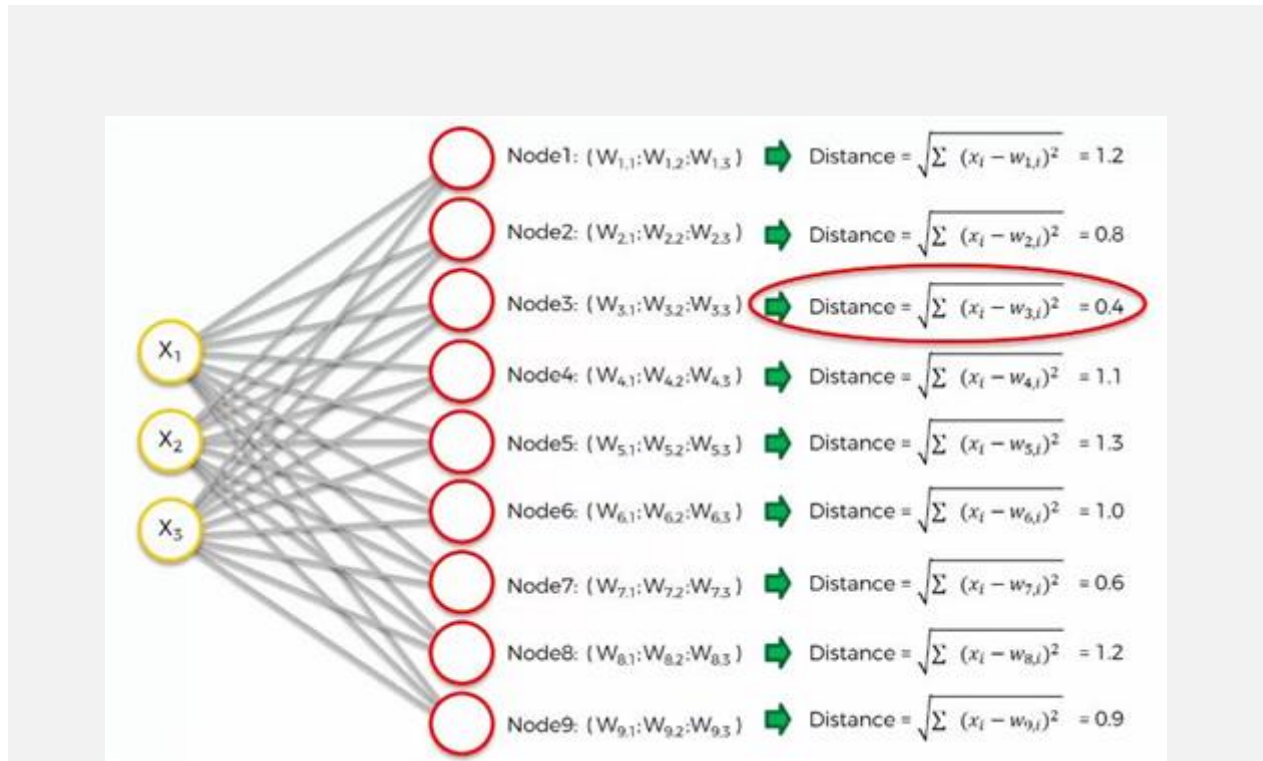 Node1: (W₁,₁:W₁,₂:W₁,₃) Distance = √Σ (xᵢ − w₁,ᵢ)² = 1.2
Node2: (W₂.₁:W₂.₂:W₂.₃) Distance = √Σ (xᵢ − w₂,ᵢ)² = 0.8
Node3: (W₃.₁:W₃.₂:W₃.₃) Distance = √Σ (xᵢ − w₃,ᵢ)² = 0.4
X₁
Node4: (W₄.₁:W₄.₂:W₄.₃) Distance = √Σ (xᵢ − w₄,ᵢ)² = 1.1
X₂
Node5: (W₅.₁:W₅.₂:W₅.₃) Distance = √Σ (xᵢ − w₅,ᵢ)² = 1.3
Node6: (W₆.₁:W₆.₂:W₆.₃) Distance = √Σ (xᵢ − w₆,ᵢ)² = 1.0
X₃
Node7: (W₇.₁:W₇.₂:W₇.₃) Distance = √Σ (xᵢ − w₇,ᵢ)² = 0.6
Node8: (W₈.₁:W₈.₂:W₈.₃) Distance = √Σ (xᵢ − w₈,ᵢ)² = 1.2
Node9: (W₉.₁:W₉.₂:W₉.₃) Distance = √Σ (xᵢ − w₉,ᵢ)² = 0.9